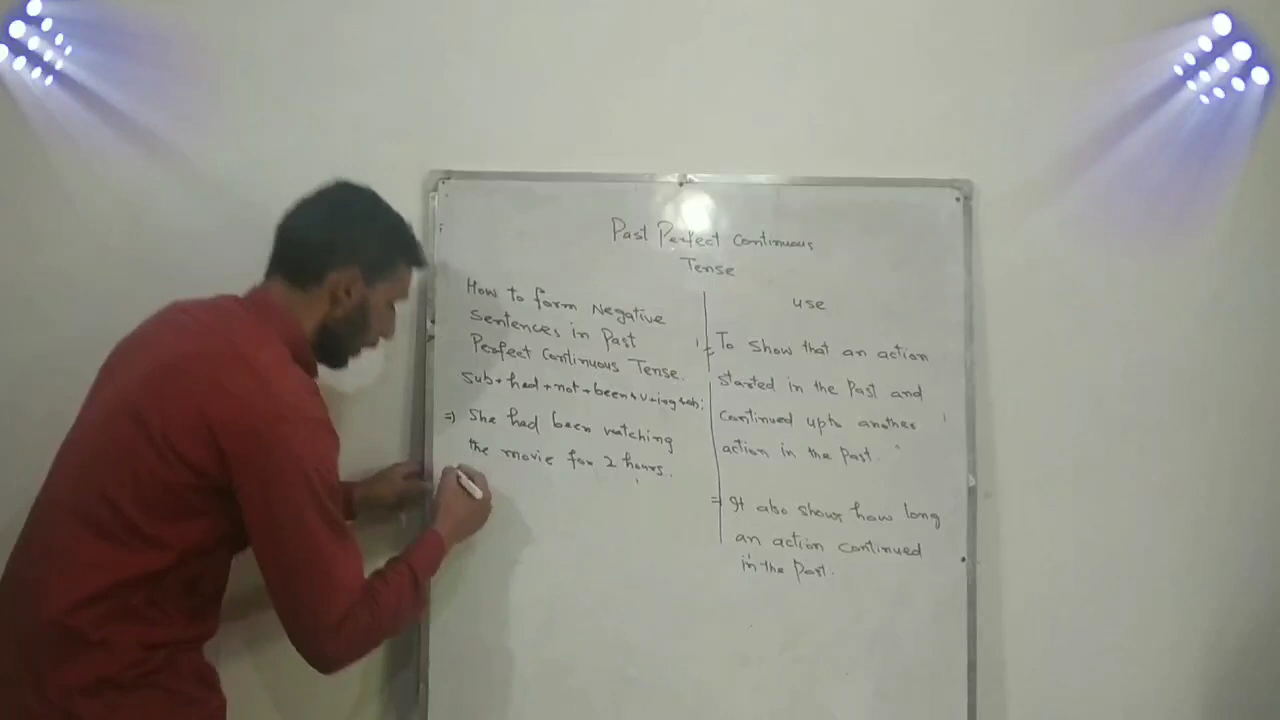 Past Perfect Continuous
Tense
How to form Negative
Sentences in Past
Perfect Continuous Tense.
Sub + had + not + been + v + ing + ob;
=) She had been watching
the movie for 2 hours.
use
To show that an action
started in the Past and
continued upto another
action in the Past.
= It also shows how long
an action continued
in the Past.